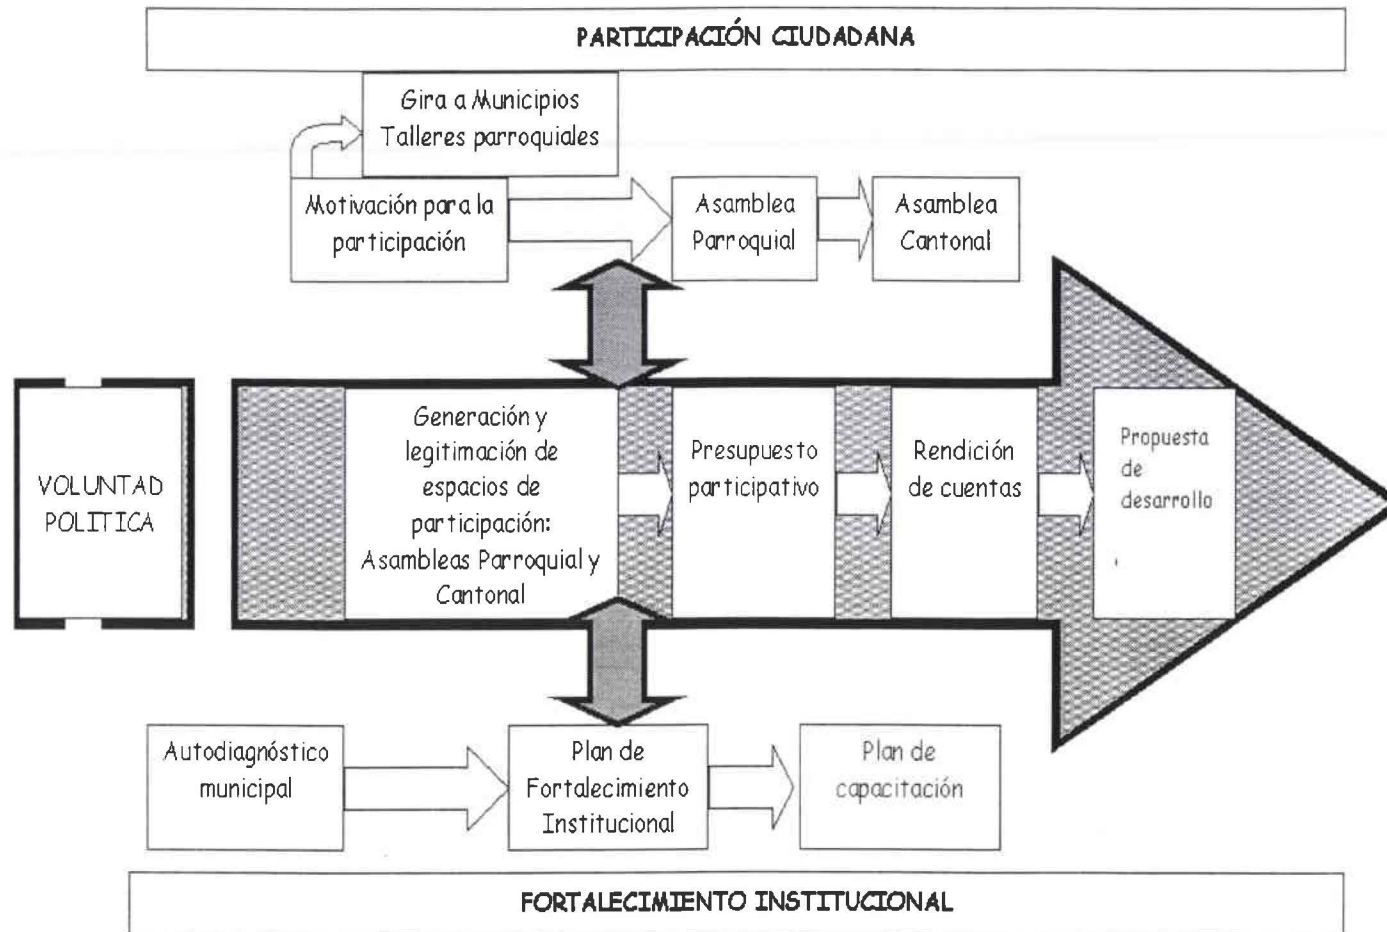 PARTICIPACIÓN CIUDADANA
Gira a Municipios
Talleres parroquiales
Motivación para la
participación
Asamblea
Parroquial
Asamblea
Cantonal
VOLUNTAD
POLITICA
Generación y
legitimación de
espacios de
participación:
Asambleas Parroquial y
Cantonal
Presupuesto
participativo
Rendición
de cuentas
Propuesta
de
desarrollo
Autodiagnóstico
municipal
Plan de
Fortalecimiento
Institucional
Plan de
capacitación
FORTALECIMIENTO INSTITUCIONAL